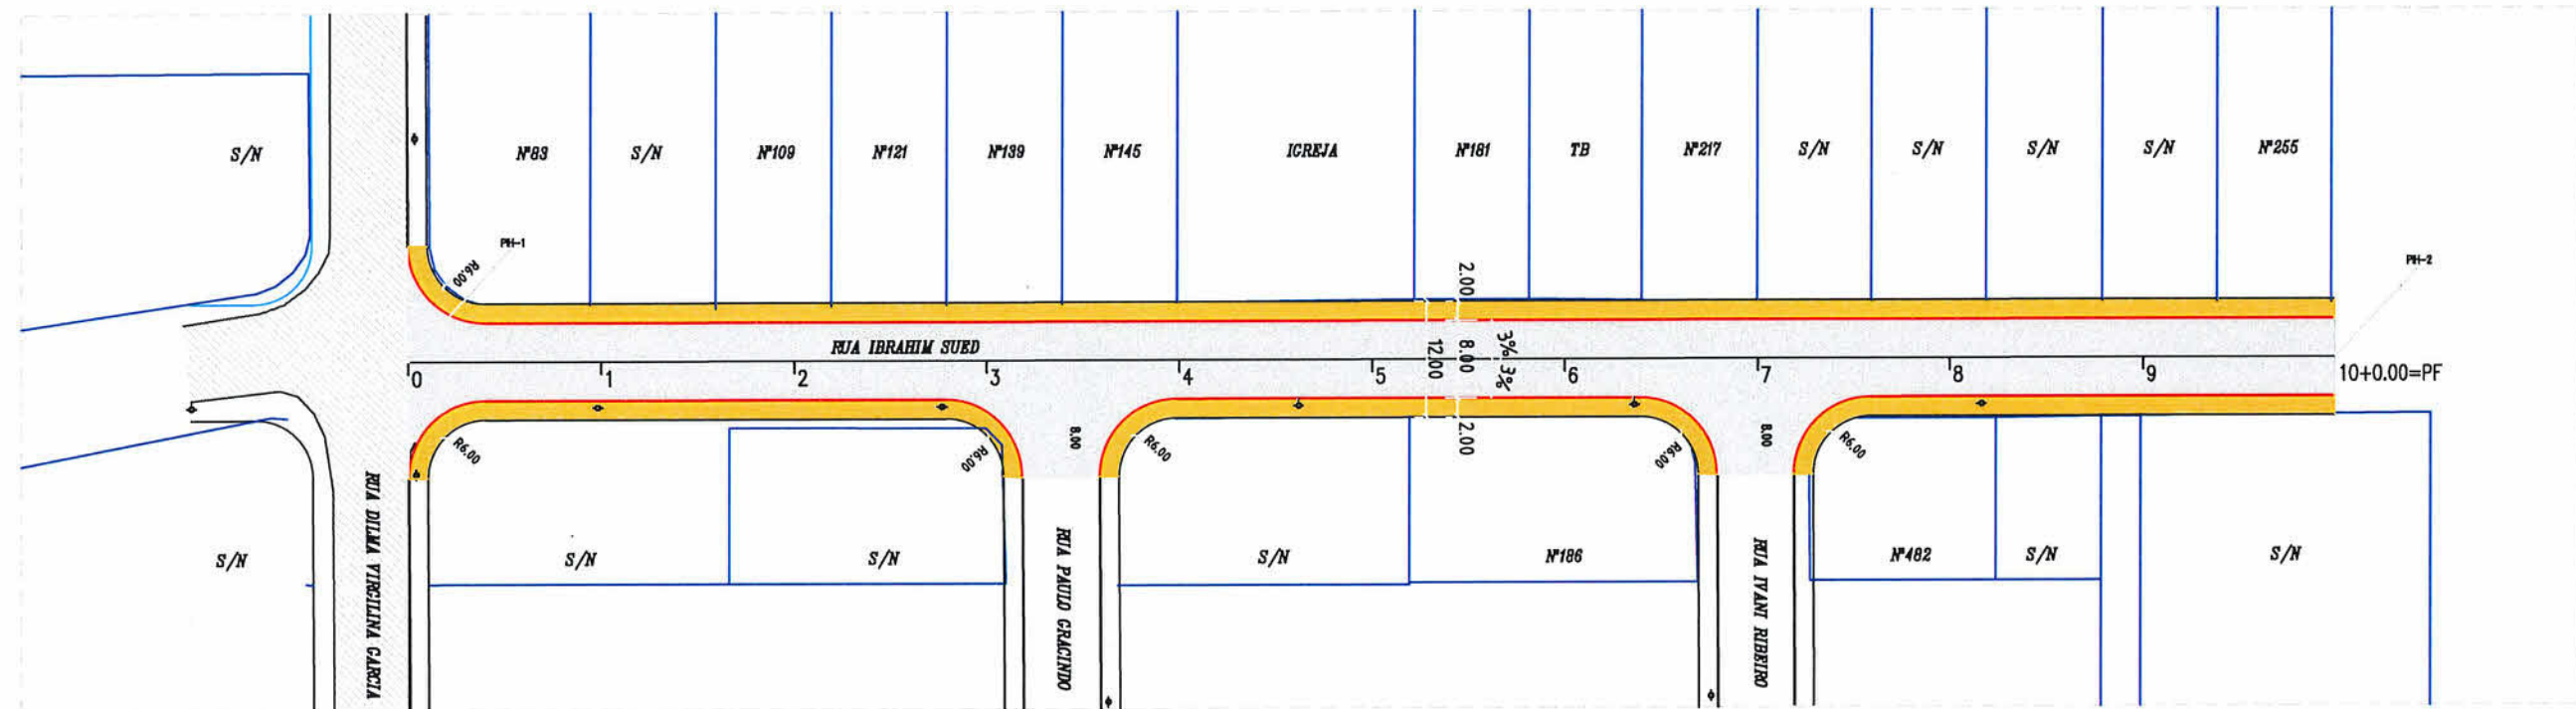 S/N
Nº83
S/N
Nº109
Nº121
Nº139
Nº145
IGREJA
Nº181
TB
Nº217
S/N
S/N
S/N
S/N
Nº255
PH-1
R6.00
2.00
PH-2
RUA IBRAHIM SUED
12.00
8.00
3%
3%
0
1
2
3
4
5
6
7
8
9
10+0.00=PF
R6.00
R6.00
8.00
R6.00
2.00
R6.00
8.00
R6.00
RUA DILMA VIRGILINA GARCIA
RUA PAULO GRACINDO
RUA IVANI RIBEIRO
S/N
S/N
S/N
S/N
Nº186
Nº482
S/N
S/N